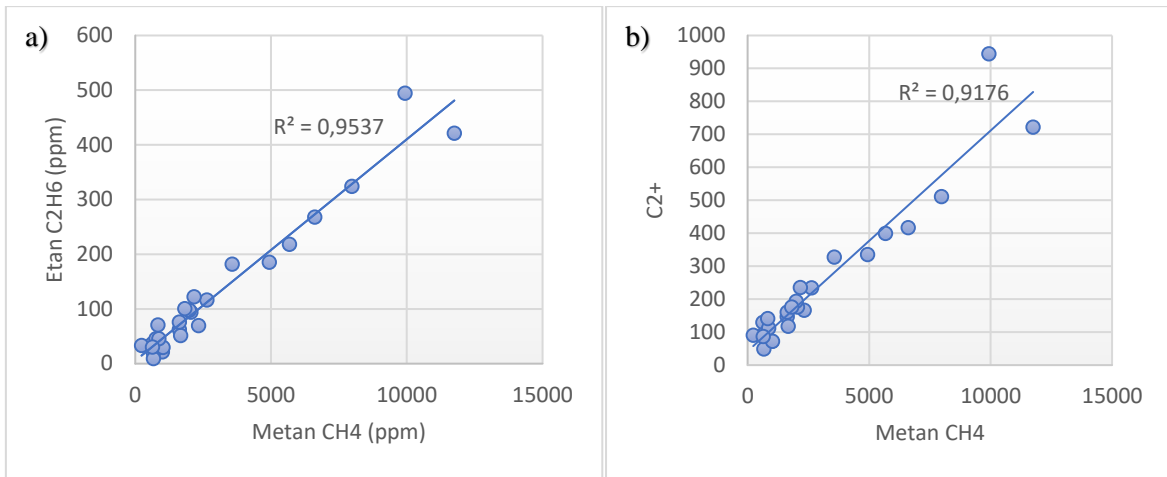 a)
600
500
400
300
200
100
0
Etan C2H6 (ppm)
R² = 0,9537
0 5000 10000 15000
Metan CH4 (ppm)
b)
1000
900
800
700
600
500
400
300
200
100
0
C2+
R² = 0,9176
0 5000 10000 15000
Metan CH4